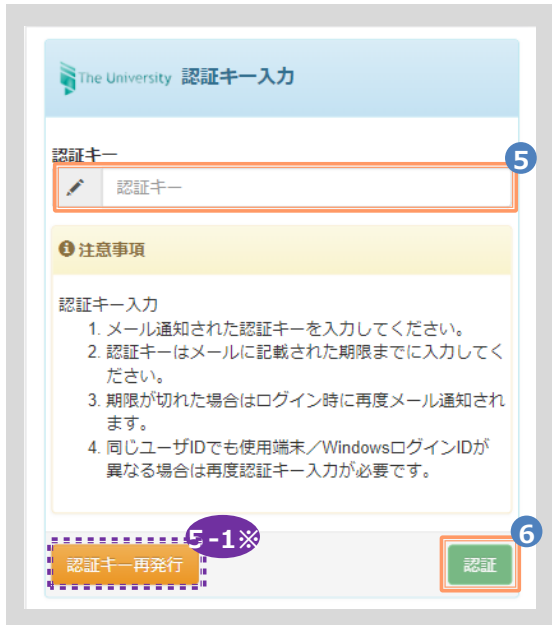 The University 認証キー入力
認証キー
5
認証キー
注意事項
認証キー入力
1. メール通知された認証キーを入力してください。
2. 認証キーはメールに記載された期限までに入力してく
ださい。
3. 期限が切れた場合はログイン時に再度メール通知され
ます。
4. 同じユーザIDでも使用端末／WindowsログインIDが
異なる場合は再度認証キー入力が必要です。
5-1※
6
認証キー再発行
認証